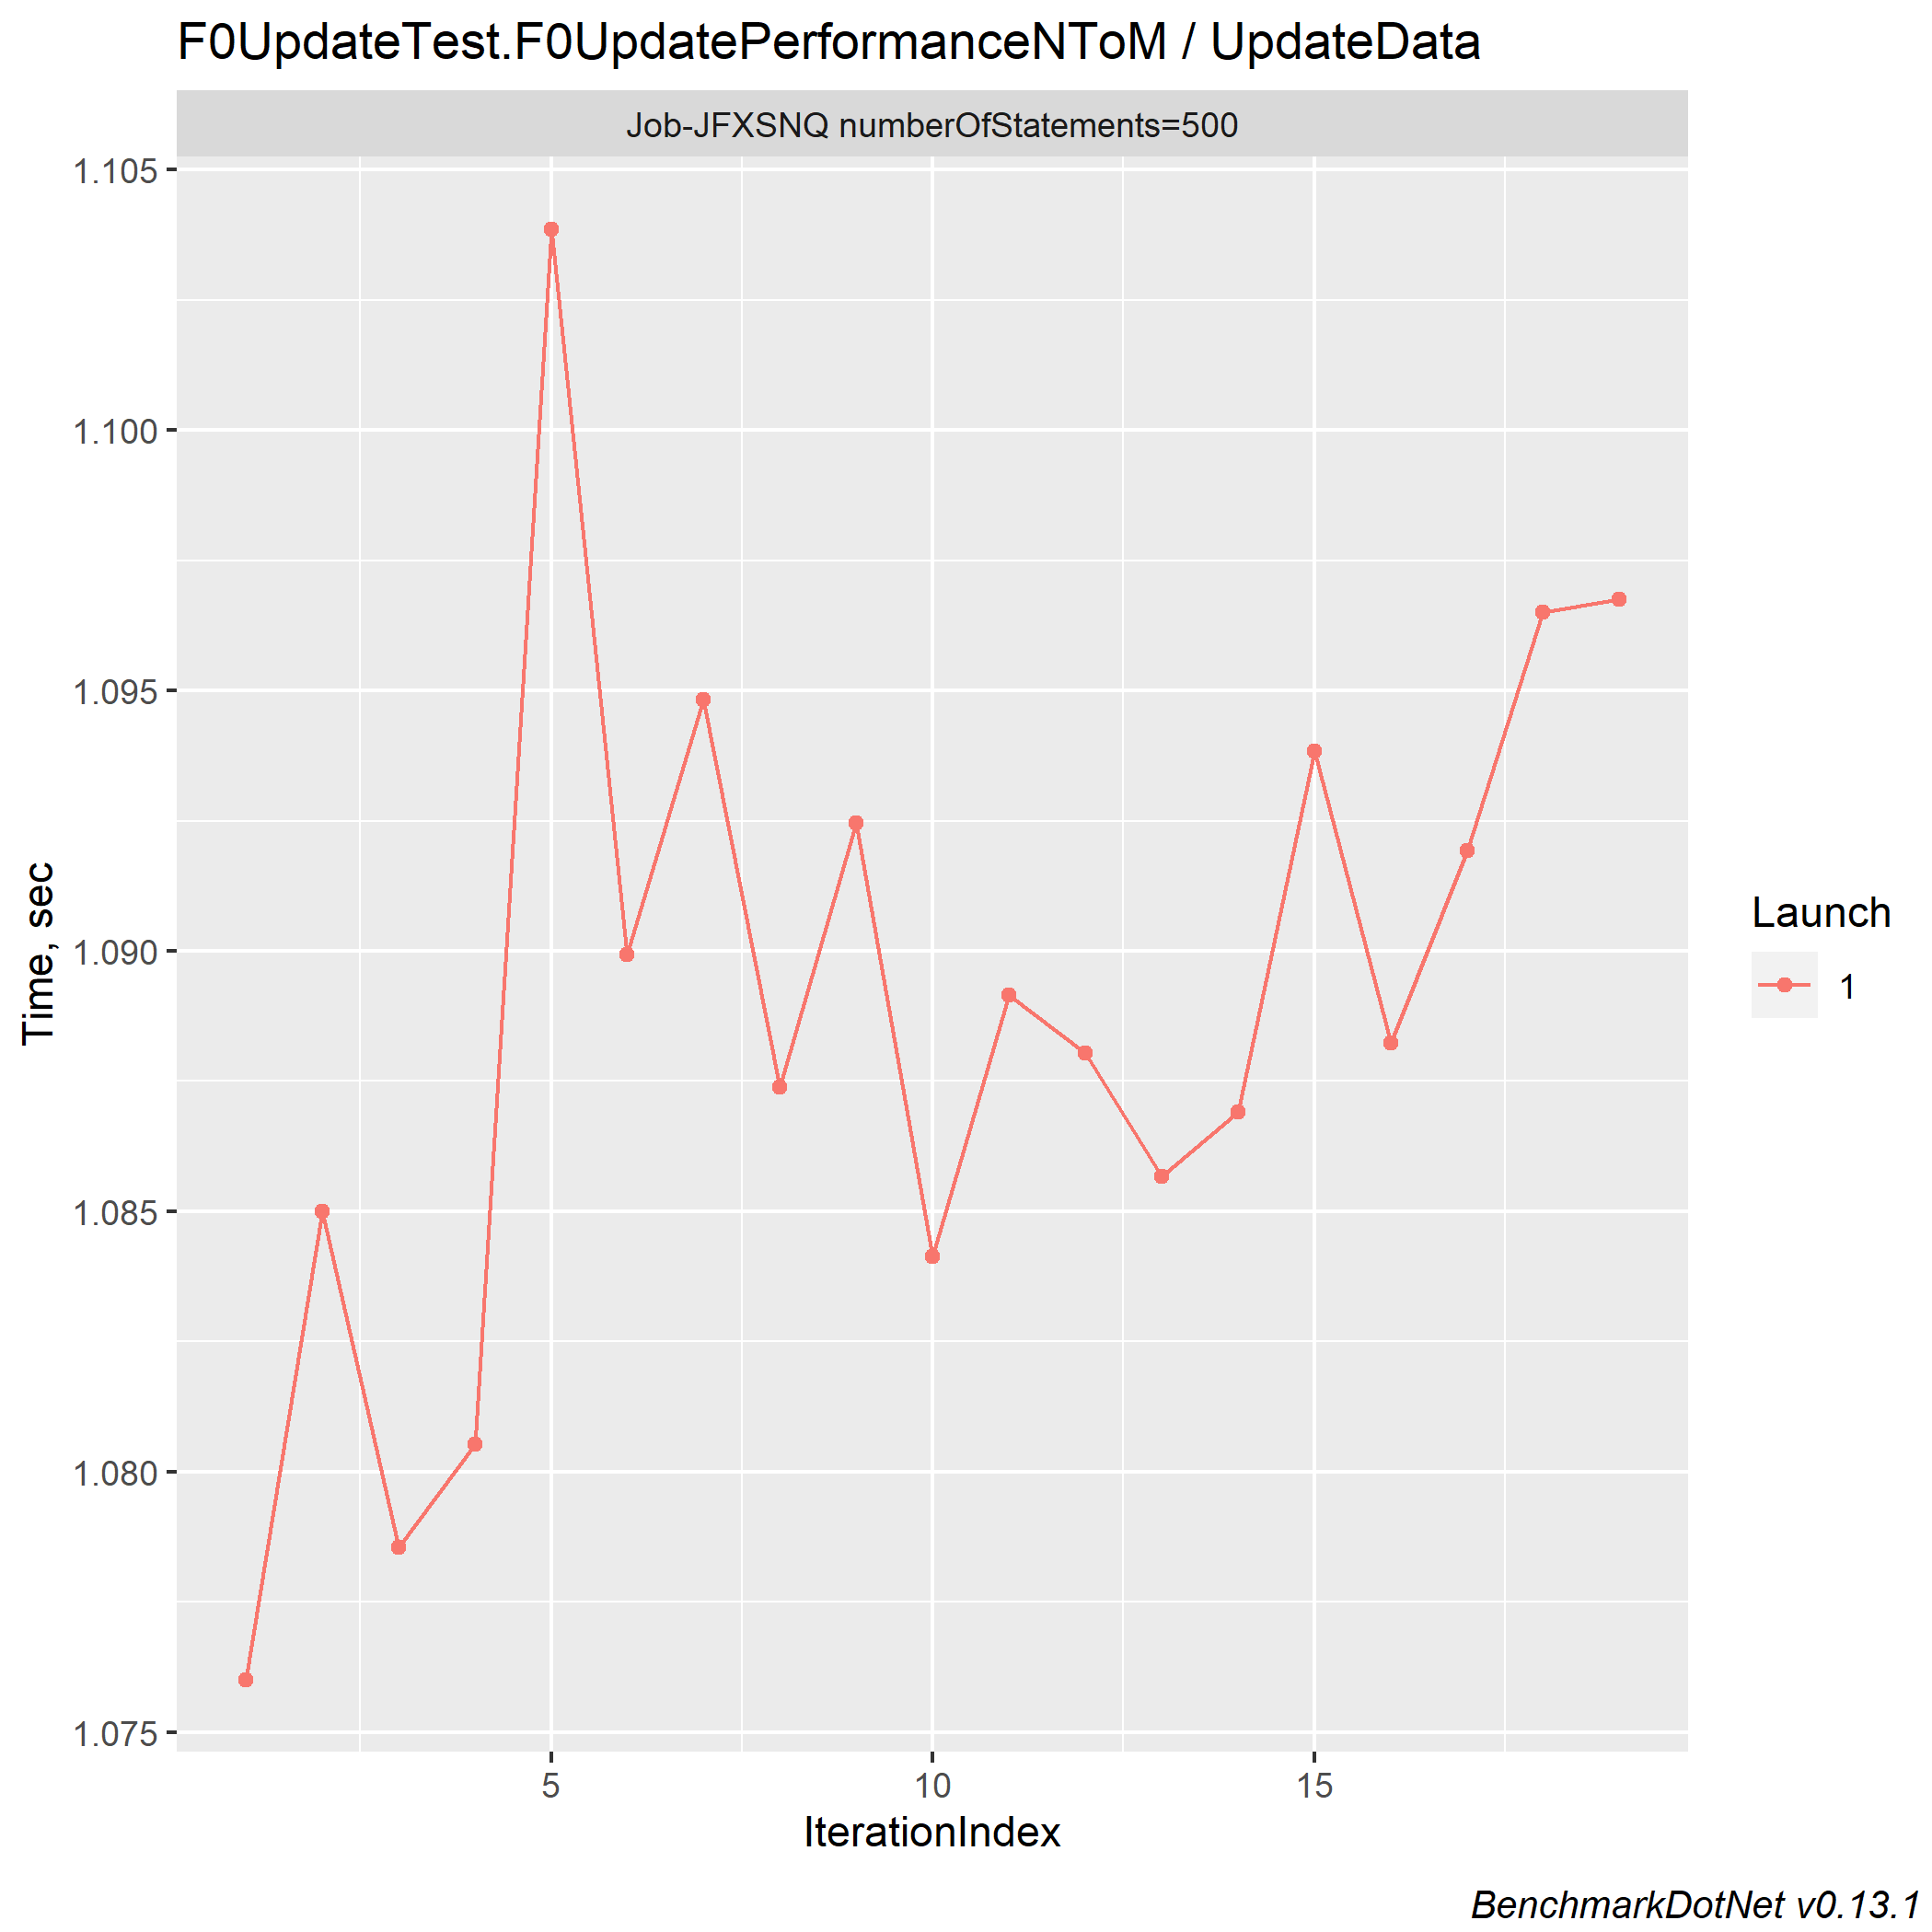 F0UpdateTest.F0UpdatePerformanceNToM / UpdateData
Job-JFXSNQ numberOfStatements=500
1.105
1.100
1.095
1.090
1.085
1.080
1.075
Time, sec
5 10 15
IterationIndex
Launch
1
BenchmarkDotNet v0.13.1